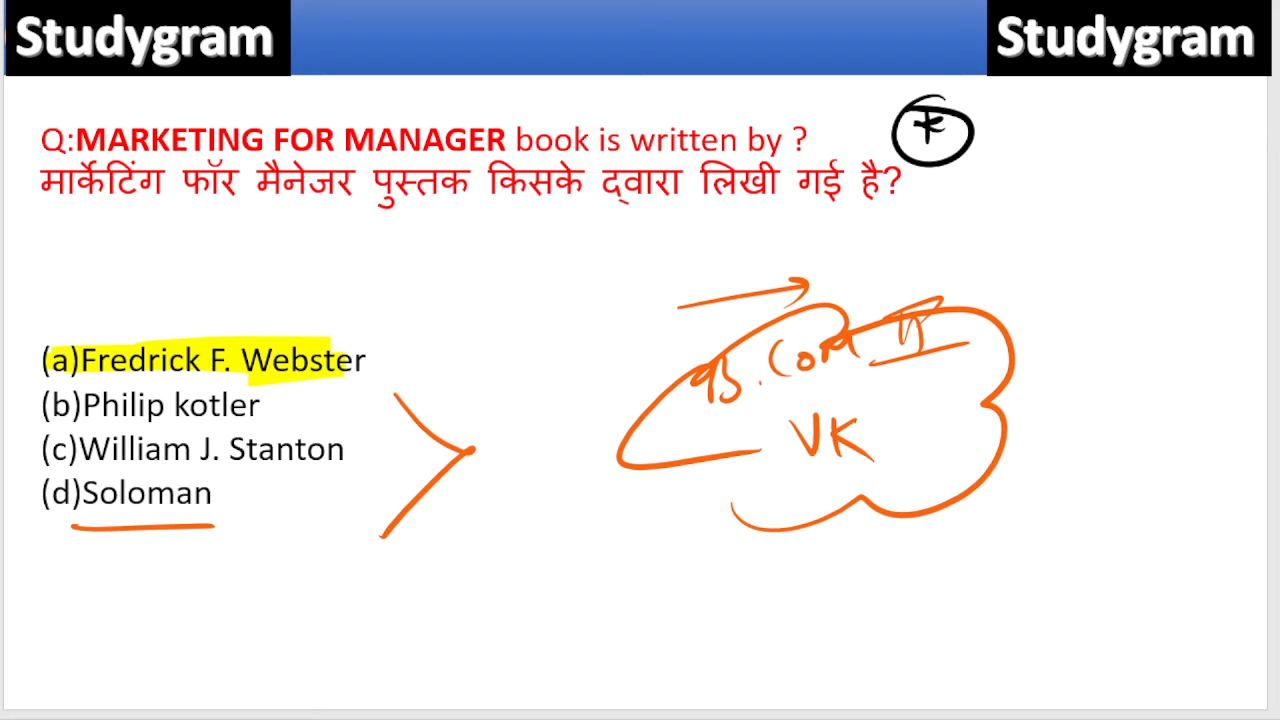 Studygram Studygram
Q:MARKETING FOR MANAGER book is written by ?
मार्केटिंग फॉर मैनेजर पुस्तक किसके द्वारा लिखी गई है?
(a)Fredrick F. Webster
(b)Philip kotler
(c)William J. Stanton
(d)Soloman
VK